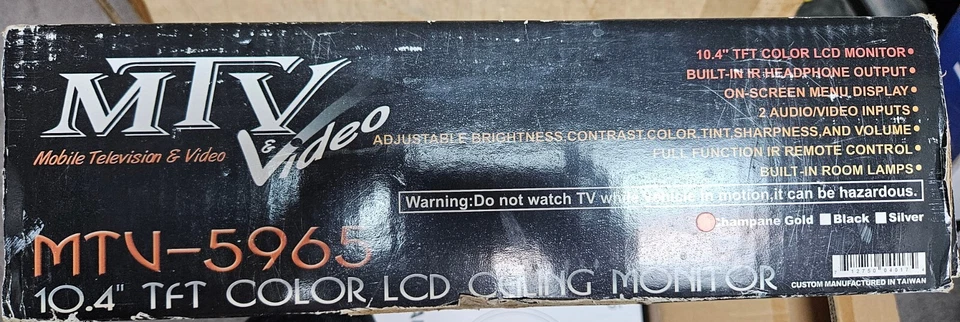 MTV
& Video
Mobile Television & Video
10.4" TFT COLOR LCD MONITOR•
BUILT-IN IR HEADPHONE OUTPUT•
ON-SCREEN MENU DISPLAY•
2 AUDIO/VIDEO INPUTS•
ADJUSTABLE BRIGHTNESS,CONTRAST,COLOR,TINT,SHARPNESS,AND VOLUME•
FULL FUNCTION IR REMOTE CONTROL•
BUILT-IN ROOM LAMPS•
Warning:Do not watch TV while vehicle in motion,it can be hazardous.
Champane Gold Black Silver
MTV-5965
10.4" TFT COLOR LCD CEILING MONITOR
CUSTOM MANUFACTURED IN TAIWAN